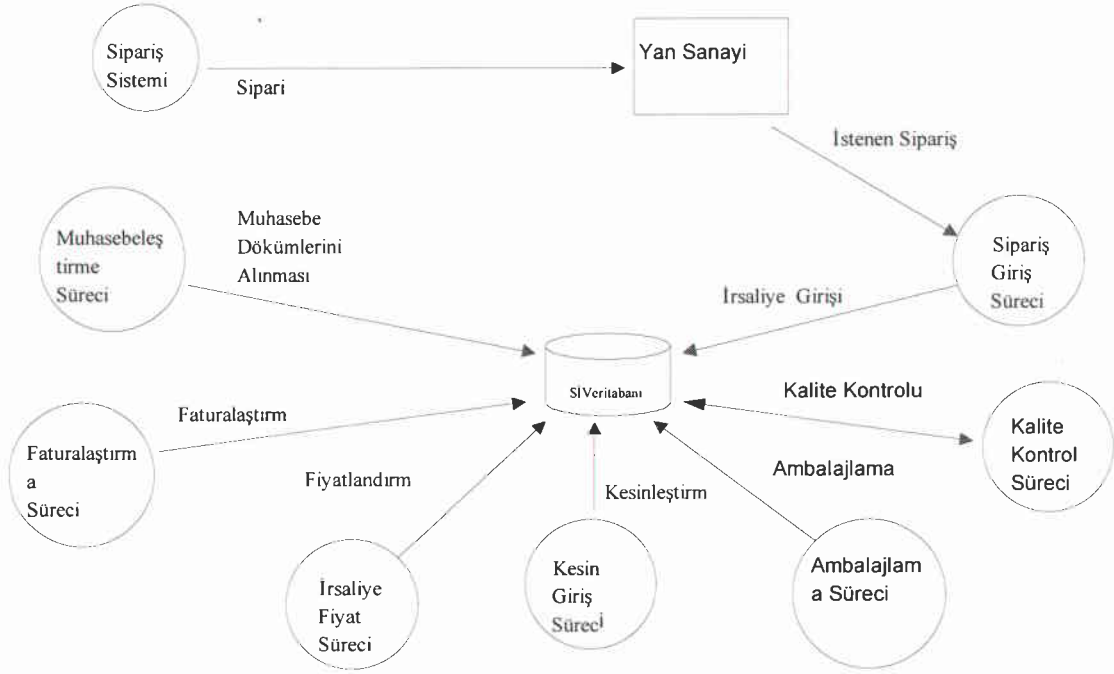 Sipariş
Sistemi
Sipari
Yan Sanayi
İstenen Sipariş
Muhasebeleş
tirme
Süreci
Muhasebe
Dökümlerini
Alınması
Sipariş
Giriş
Süreci
İrsaliye Girişi
SİVeritabanı
Kalite Kontrolu
Kalite
Kontrol
Süreci
Faturalaştırm
Faturalaştırm
a
Süreci
Fiyatlandırm
Kesinleştirm
Ambalajlama
İrsaliye
Fiyat
Süreci
Kesin
Giriş
Süreci
Ambalajlam
a Süreci